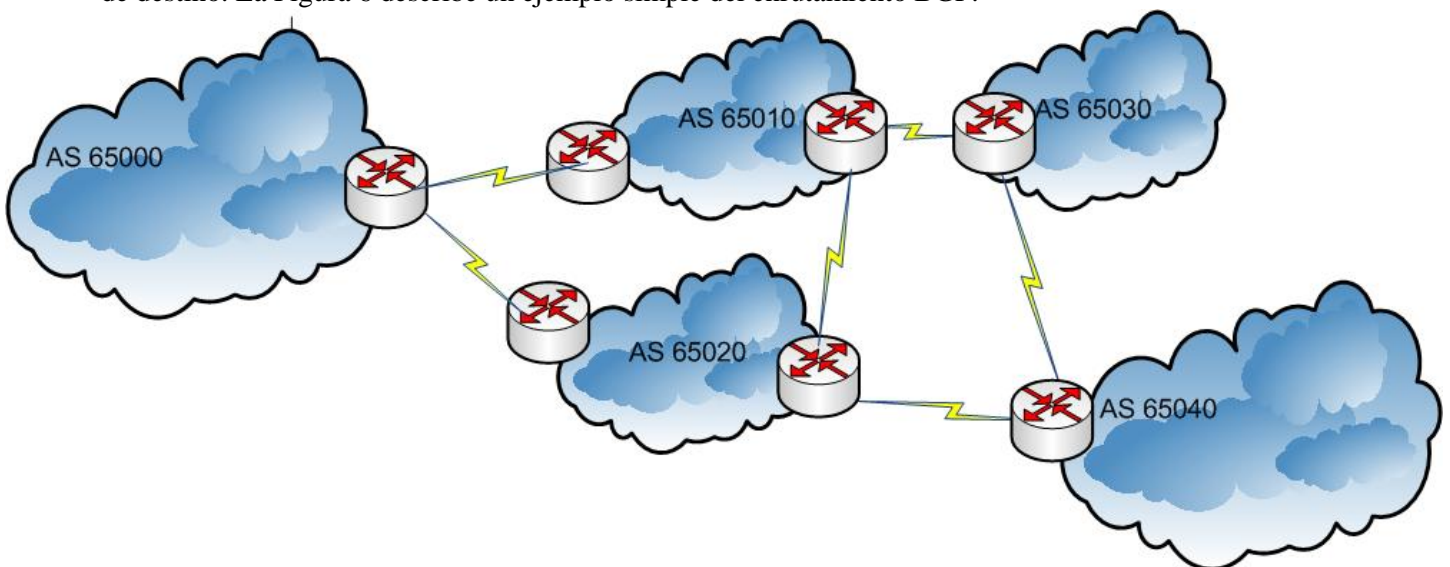 de destino. La Figura 6 describe un ejemplo simple del enrutamiento BGP.
AS 65000
AS 65010
AS 65030
AS 65020
AS 65040